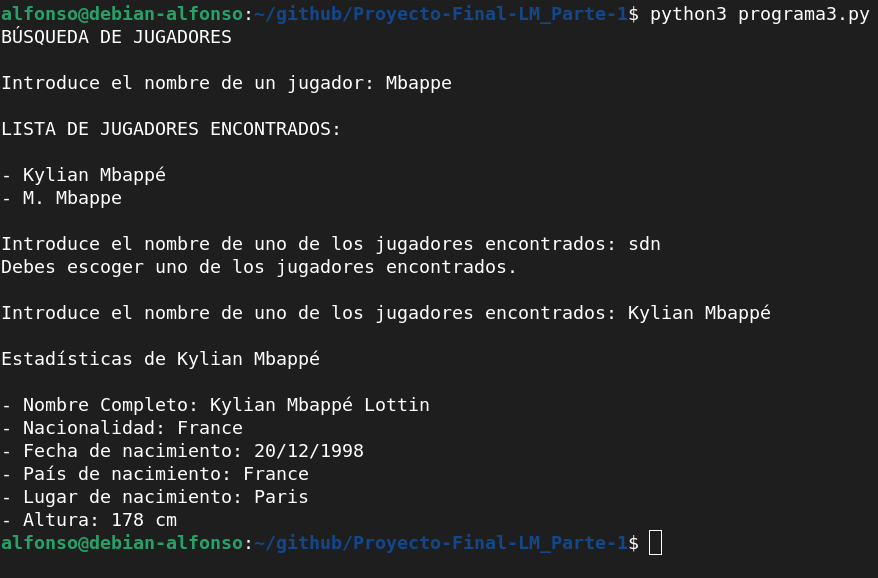 alfonso@debian-alfonso:~/github/Proyecto-Final-LM_Parte-1$ python3 programa3.py
BÚSQUEDA DE JUGADORES
Introduce el nombre de un jugador: Mbappe
LISTA DE JUGADORES ENCONTRADOS:
- Kylian Mbappé
- M. Mbappe
Introduce el nombre de uno de los jugadores encontrados: sdn
Debes escoger uno de los jugadores encontrados.
Introduce el nombre de uno de los jugadores encontrados: Kylian Mbappé
Estadísticas de Kylian Mbappé
- Nombre Completo: Kylian Mbappé Lottin
- Nacionalidad: France
- Fecha de nacimiento: 20/12/1998
- País de nacimiento: France
- Lugar de nacimiento: Paris
- Altura: 178 cm
alfonso@debian-alfonso:~/github/Proyecto-Final-LM_Parte-1$